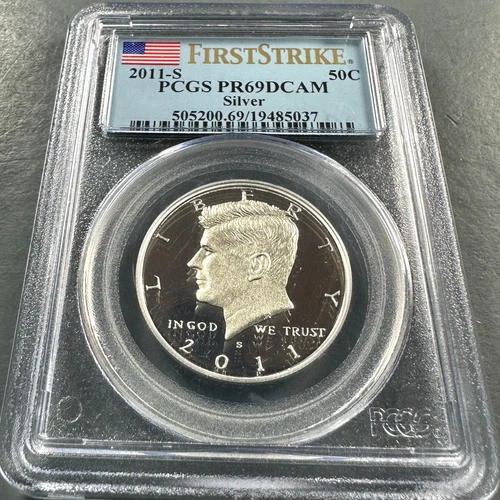 FIRSTSTRIKE®
2011-S 50C
PCGS PR69DCAM
Silver
505200.69/19485037
LIBERTY
IN GOD WE TRUST
S
2011
PCGS